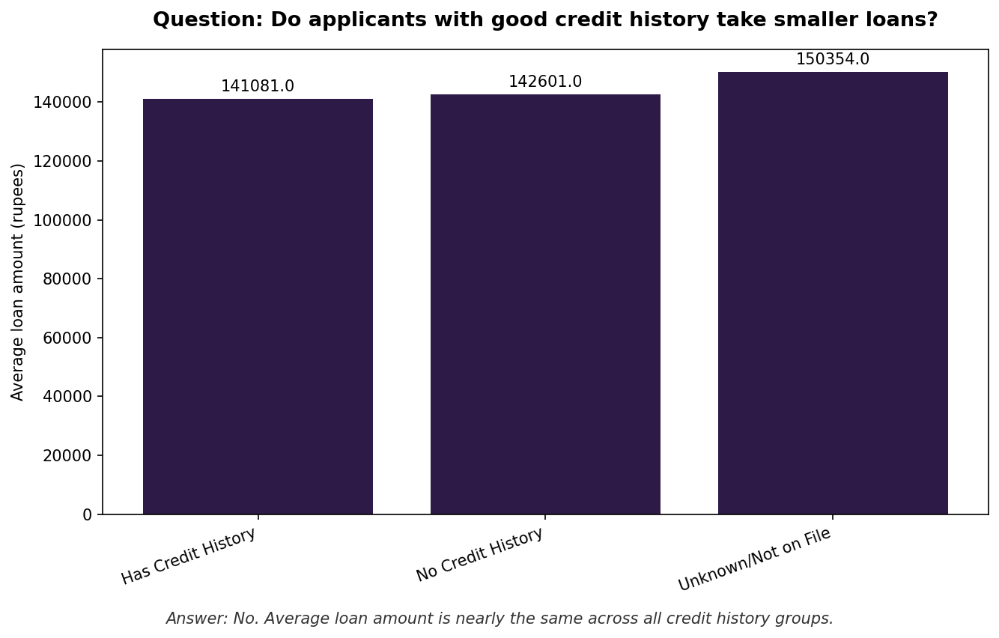 Question: Do applicants with good credit history take smaller loans?
141081.0
142601.0
150354.0
140000
120000
100000
80000
60000
40000
20000
0
Average loan amount (rupees)
Has Credit History
No Credit History
Unknown/Not on File
Answer: No. Average loan amount is nearly the same across all credit history groups.